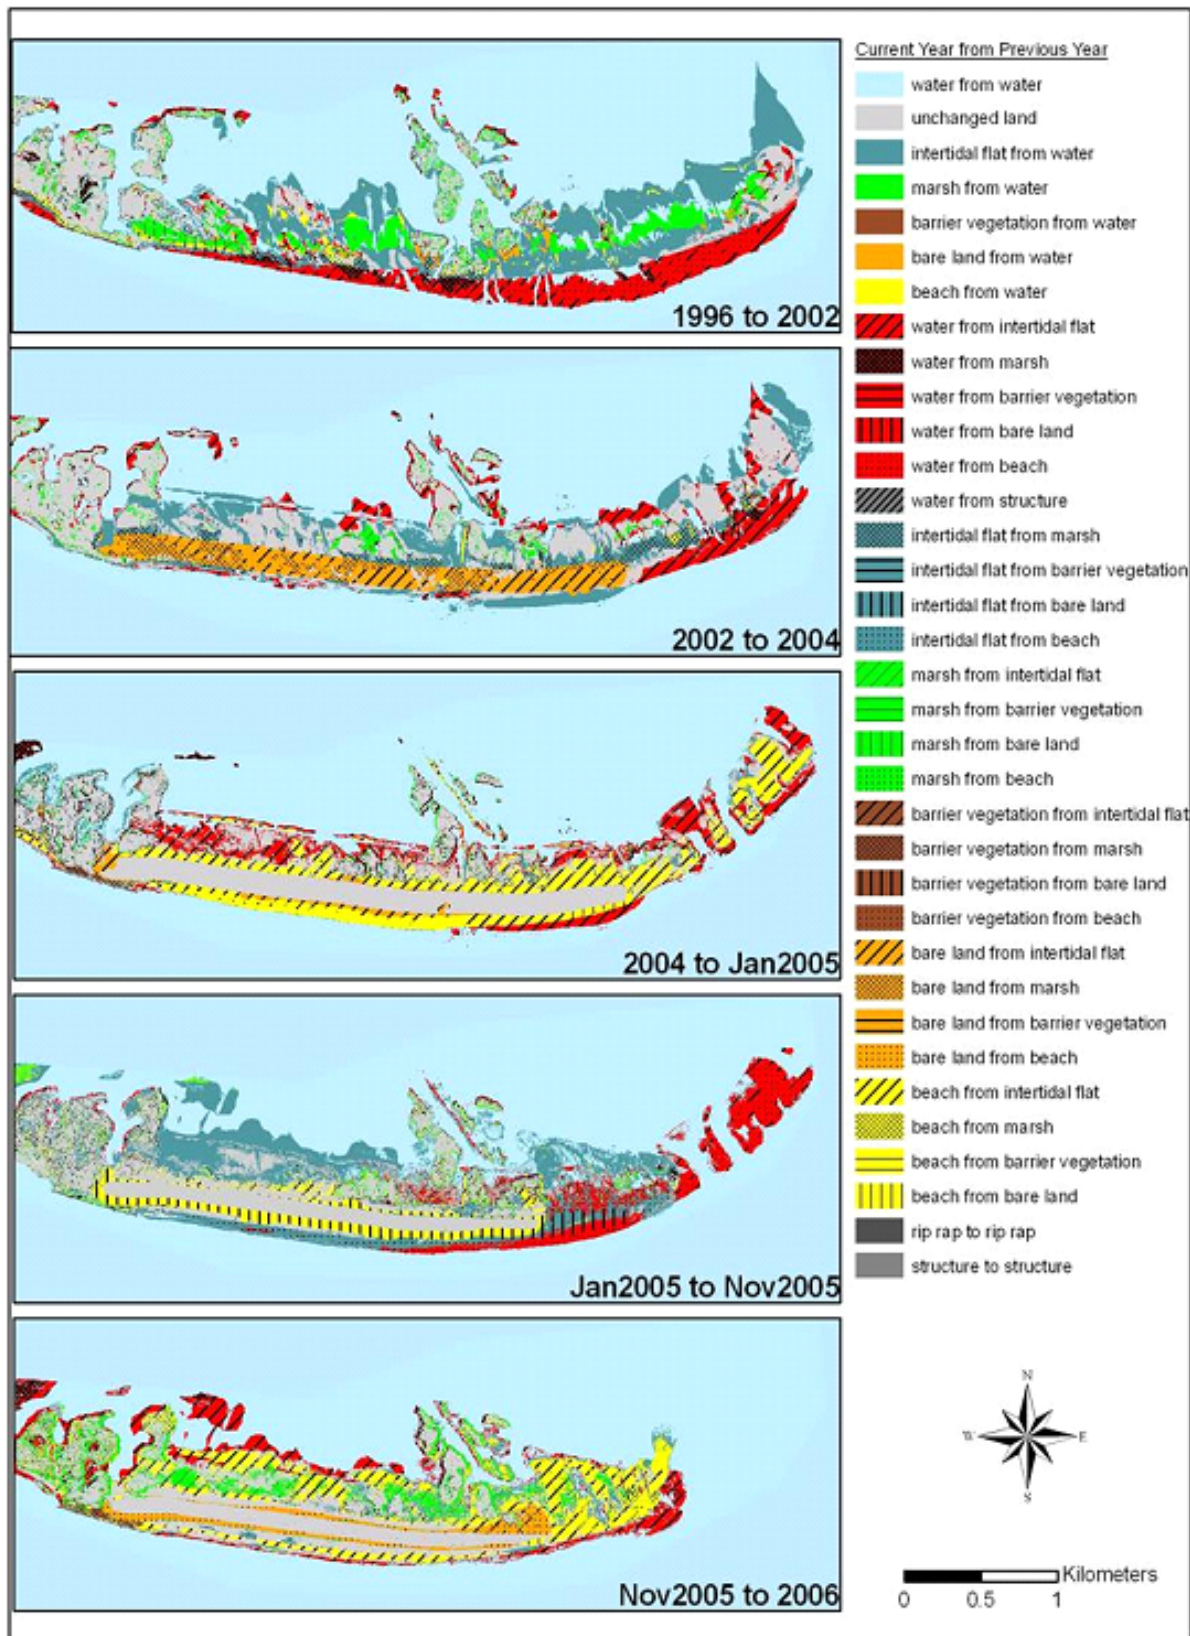 1996 to 2002
2002 to 2004
2004 to Jan2005
Jan2005 to Nov2005
Nov2005 to 2006
Current Year from Previous Year
water from water
unchanged land
intertidal flat from water
marsh from water
barrier vegetation from water
bare land from water
beach from water
water from intertidal flat
water from marsh
water from barrier vegetation
water from bare land
water from beach
water from structure
intertidal flat from marsh
intertidal flat from barrier vegetation
intertidal flat from bare land
intertidal flat from beach
marsh from intertidal flat
marsh from barrier vegetation
marsh from bare land
marsh from beach
barrier vegetation from intertidal flat
barrier vegetation from marsh
barrier vegetation from bare land
barrier vegetation from beach
bare land from intertidal flat
bare land from marsh
bare land from barrier vegetation
bare land from beach
beach from intertidal flat
beach from marsh
beach from barrier vegetation
beach from bare land
rip rap to rip rap
structure to structure
N
W E
S
Kilometers
0 0.5 1